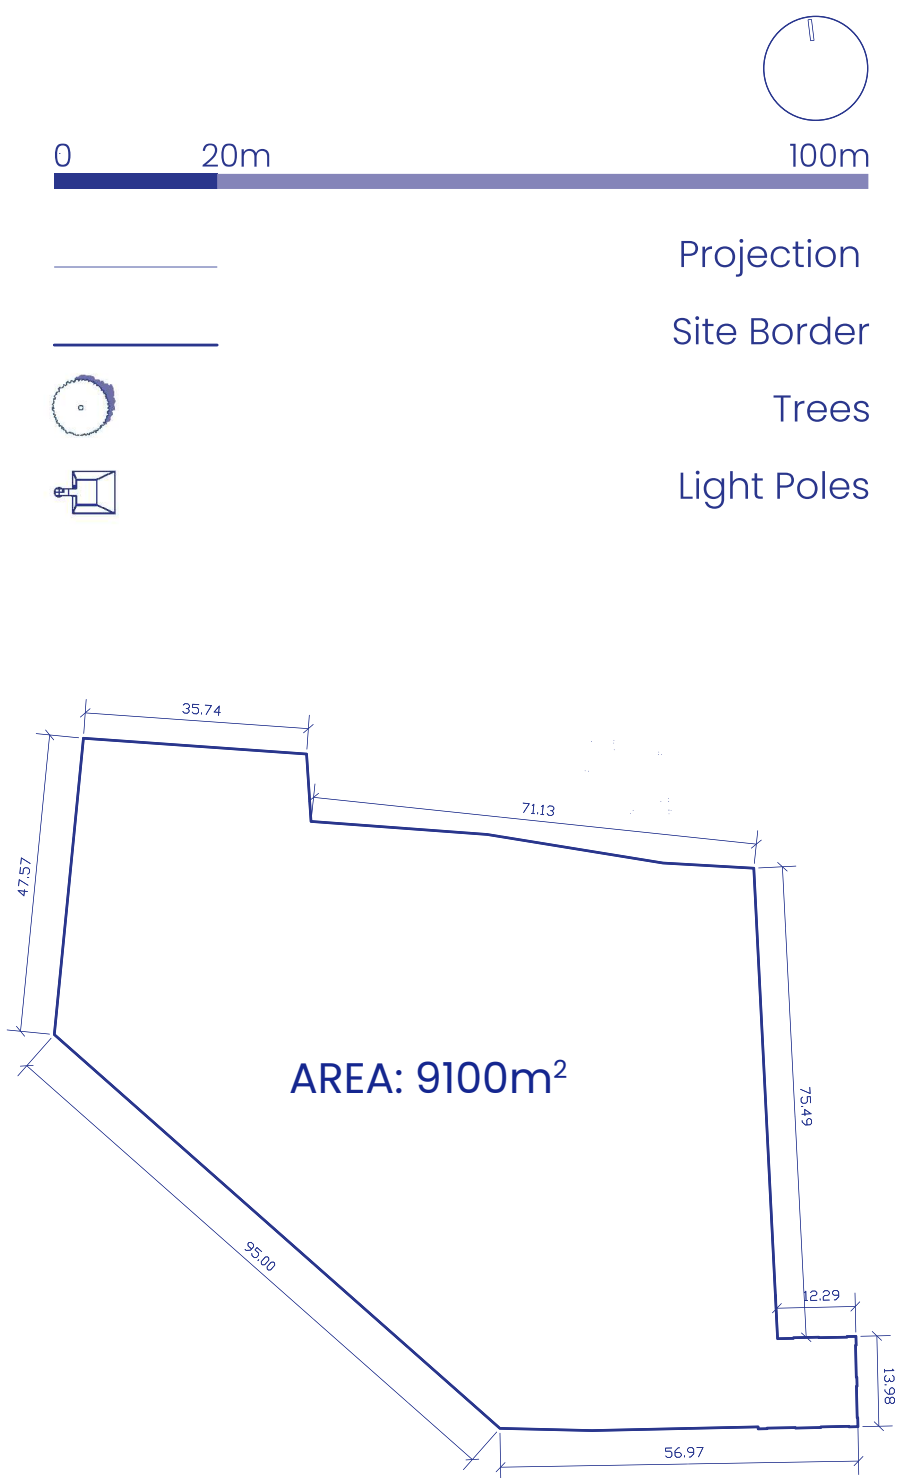 0 20m 100m
Projection
Site Border
Trees
Light Poles
35.74
71.13
47.57
AREA: 9100m²
75.49
95.00
12.29
13.98
56.97